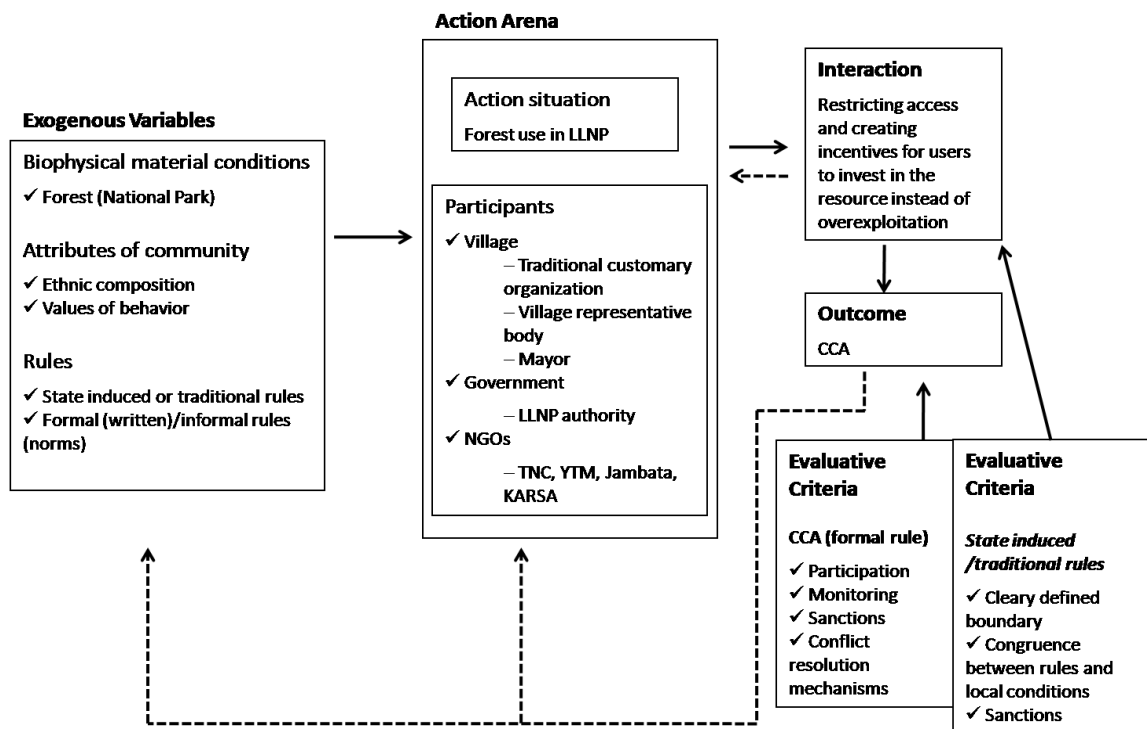 Exogenous Variables
Biophysical material conditions
✓ Forest (National Park)
Attributes of community
✓ Ethnic composition
✓ Values of behavior
Rules
✓ State induced or traditional rules
✓ Formal (written)/informal rules
(norms)
Action Arena
Action situation
Forest use in LLNP
Participants
✓ Village
– Traditional customary
organization
– Village representative
body
– Mayor
✓ Government
– LLNP authority
✓ NGOs
– TNC, YTM, Jambata,
KARSA
Interaction
Restricting access
and creating
incentives for users
to invest in the
resource instead of
overexploitation
Outcome
CCA
Evaluative
Criteria
CCA (formal rule)
✓ Participation
✓ Monitoring
✓ Sanctions
✓ Conflict
resolution
mechanisms
Evaluative
Criteria
State induced
/traditional rules
✓ Cleary defined
boundary
✓ Congruence
between rules and
local conditions
✓ Sanctions